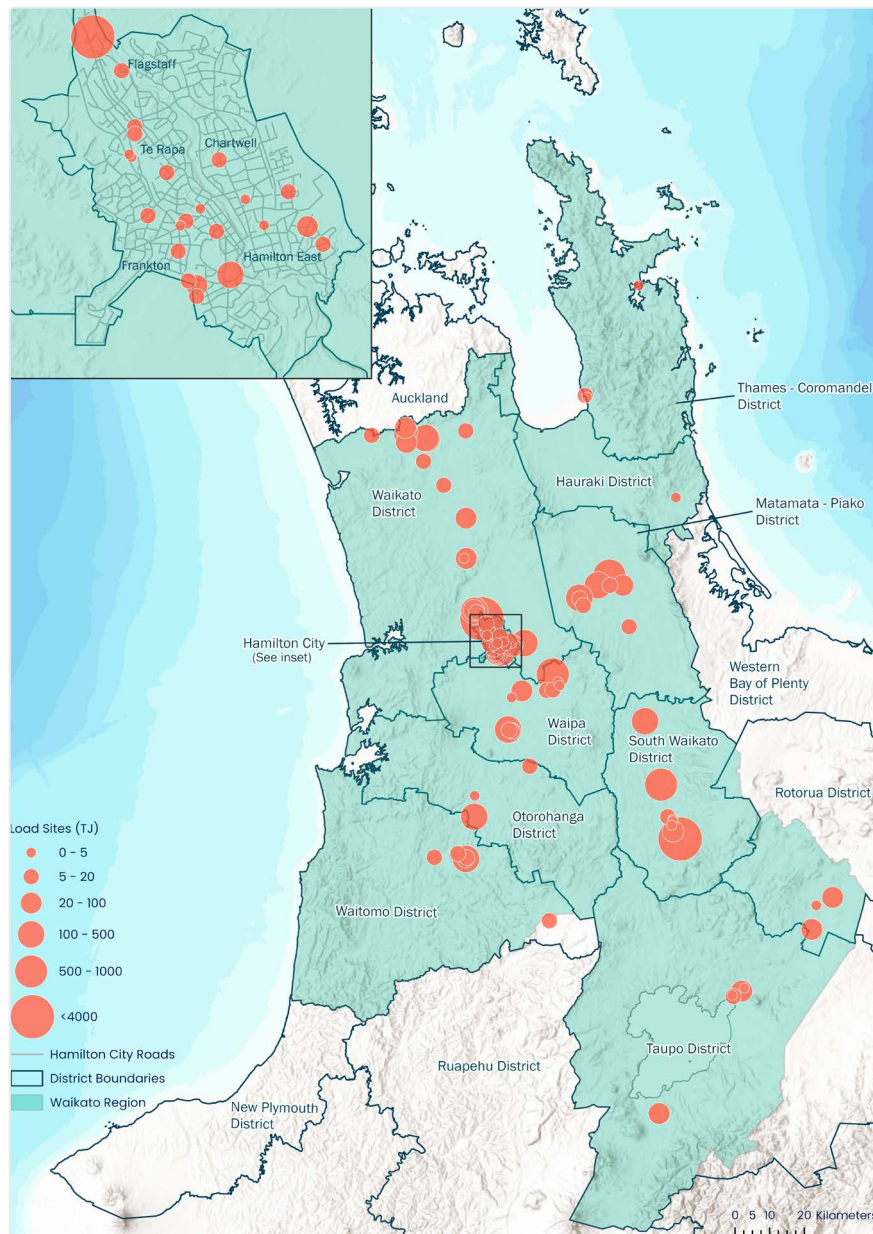 Flagstaff
Chartwell
Te Rapa
Frankton
Hamilton East
Auckland
Thames - Coromandel
District
Hauraki District
Waikato
District
Matamata - Piako
District
Hamilton City
(See inset)
Western
Bay of Plenty
District
Waipa
District
South Waikato
District
Rotorua District
Otorohanga
District
Waitomo District
Taupo District
Ruapehu District
New Plymouth
District
Load Sites (TJ)
0 - 5
5 - 20
20 - 100
100 - 500
500 - 1000
<4000
Hamilton City Roads
District Boundaries
Waikato Region
0 5 10 20 Kilometers